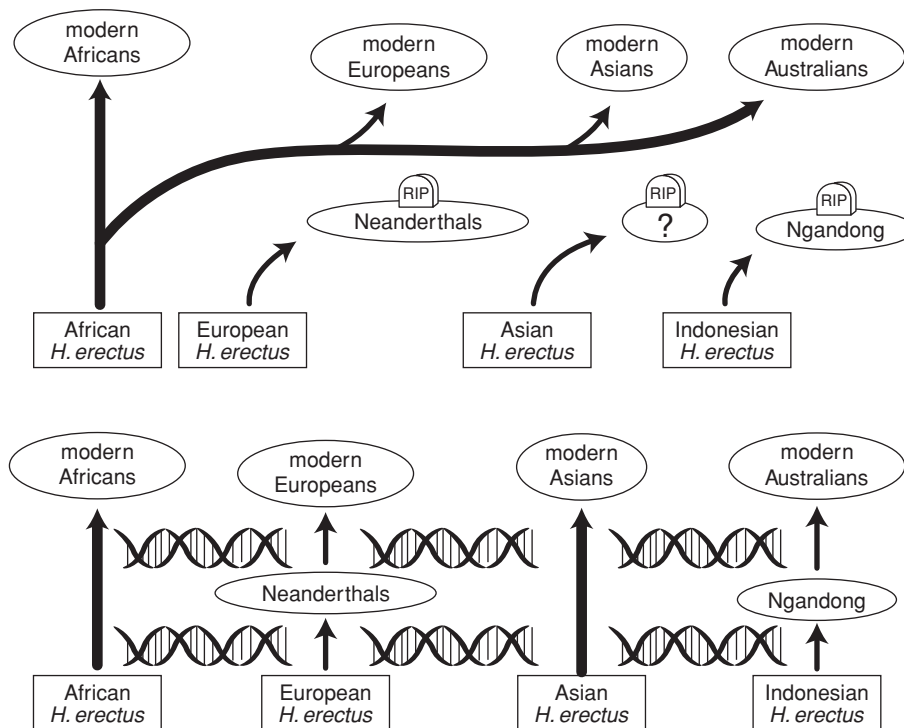 modern
Africans
modern
Europeans
modern
Asians
modern
Australians
RIP
Neanderthals
RIP
?
RIP
Ngandong
African
H. erectus
European
H. erectus
Asian
H. erectus
Indonesian
H. erectus
modern
Africans
modern
Europeans
modern
Asians
modern
Australians
Neanderthals
Ngandong
African
H. erectus
European
H. erectus
Asian
H. erectus
Indonesian
H. erectus